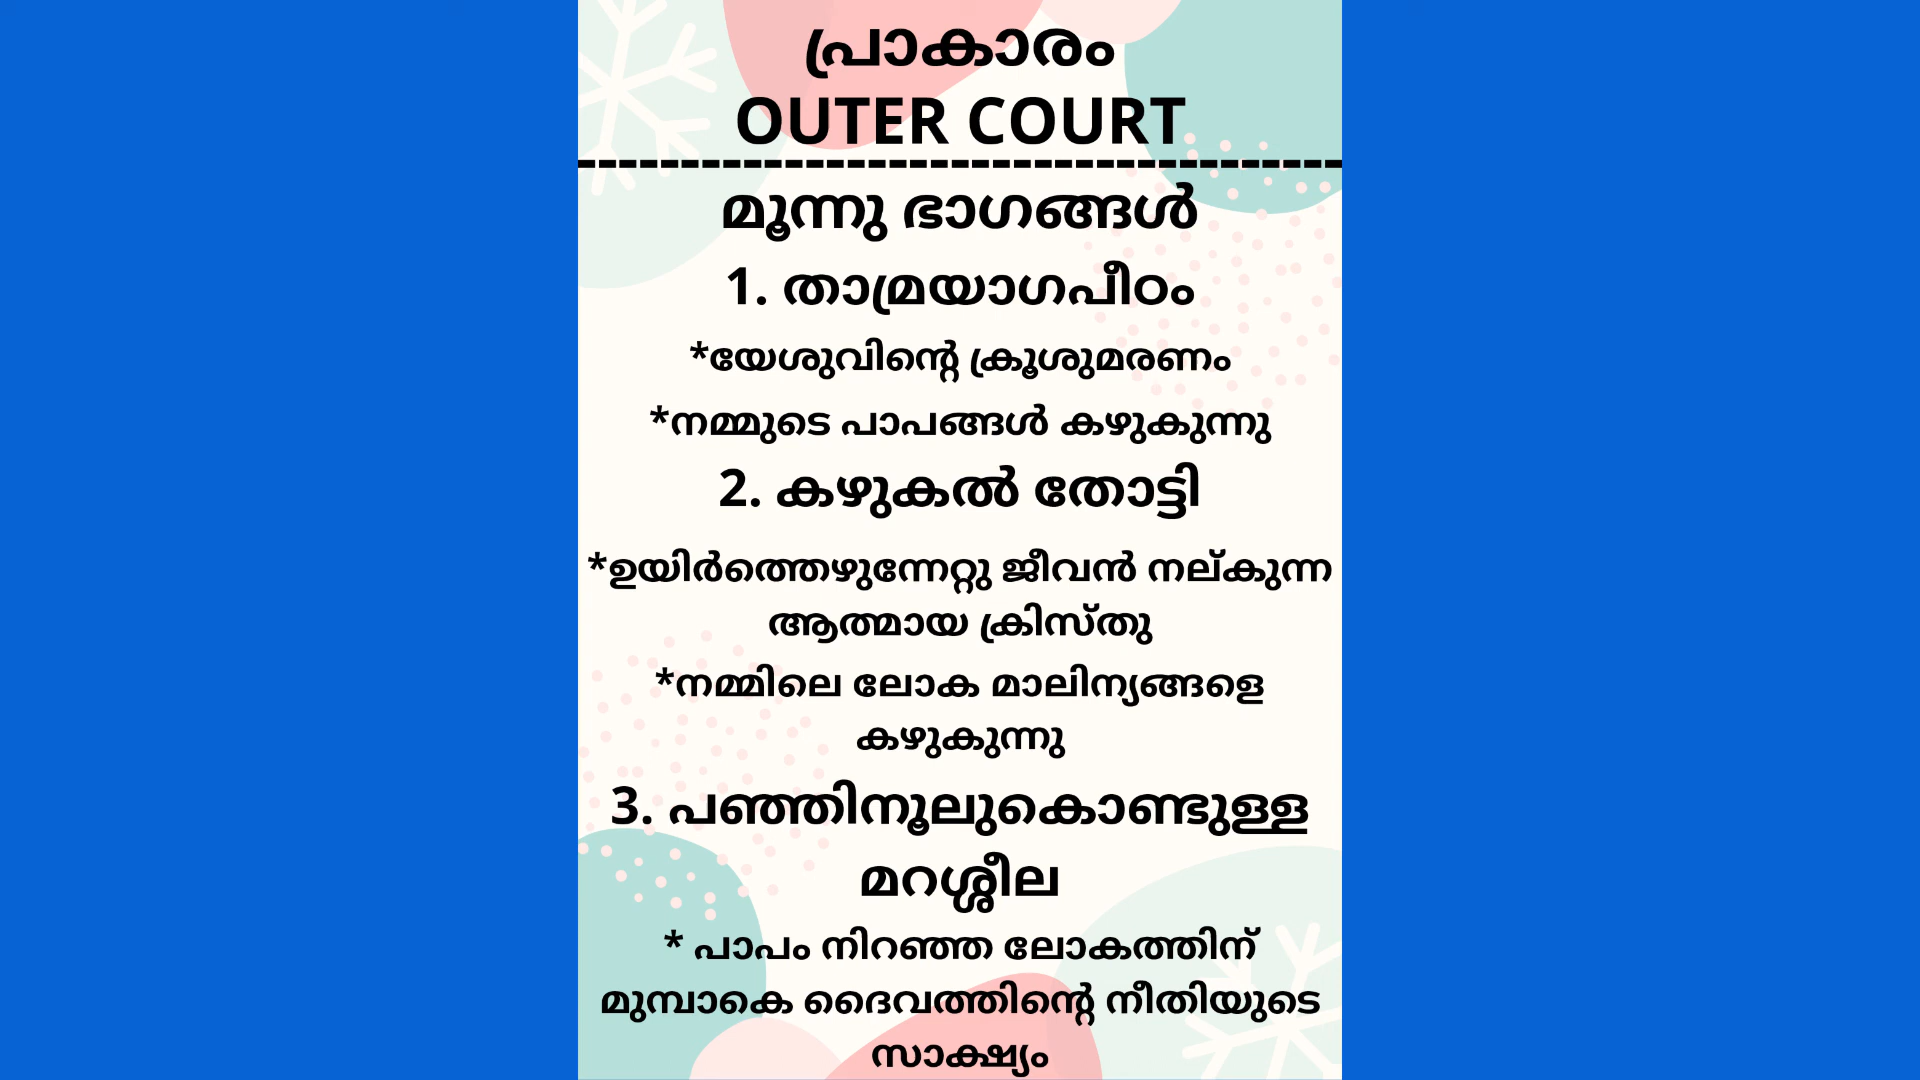 പ്രാകാരം
OUTER COURT
മൂന്നു ഭാഗങ്ങൾ
1. താമ്രയാഗപീഠം
*യേശുവിന്റെ ക്രൂശുമരണം
*നമ്മുടെ പാപങ്ങൾ കഴുകുന്നു
2. കഴുകൽ തോട്ടി
*ഉയിർത്തെഴുന്നേറ്റു ജീവൻ നല്കുന്ന
ആത്മായ ക്രിസ്തു
*നമ്മിലെ ലോക മാലിന്യങ്ങളെ
കഴുകുന്നു
3. പഞ്ഞിനൂലുകൊണ്ടുള്ള
മറശ്ശീല
* പാപം നിറഞ്ഞ ലോകത്തിന്
മുമ്പാകെ ദൈവത്തിന്റെ നീതിയുടെ
സാക്ഷ്യം